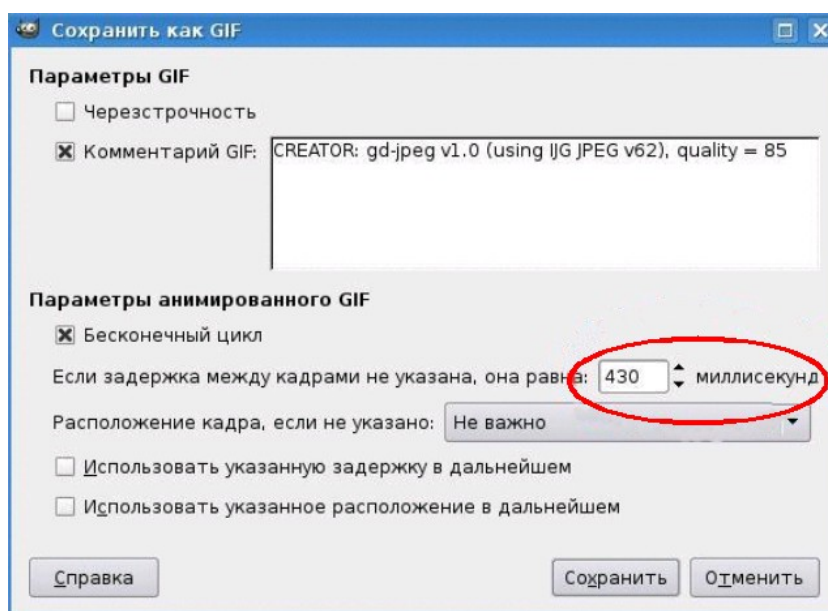 Сохранить как GIF
Параметры GIF
Черезстрочность
Комментарий GIF: CREATOR: gd-jpeg v1.0 (using IJG JPEG v62), quality = 85
Параметры анимированного GIF
Бесконечный цикл
Если задержка между кадрами не указана, она равна: 430 миллисекунд
Расположение кадра, если не указано: Не важно
Использовать указанную задержку в дальнейшем
Использовать указанное расположение в дальнейшем
Справка Сохранить Отменить